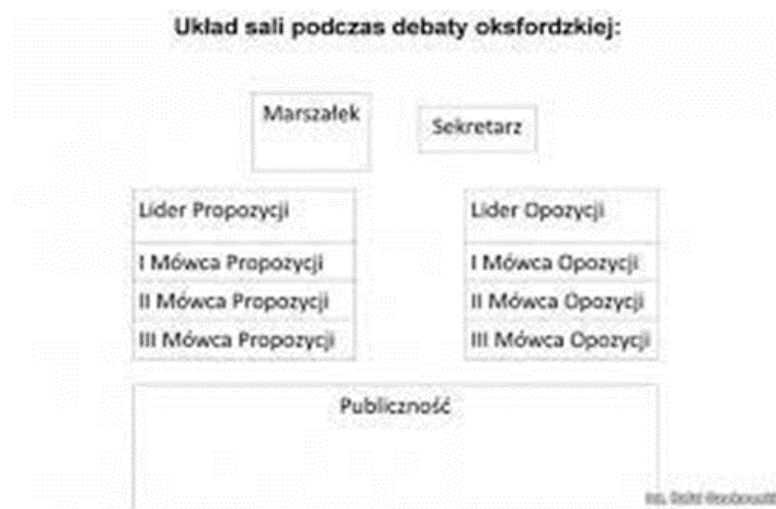 Układ sali podczas debaty oksfordzkiej:
Marszałek
Sekretarz
Lider Propozycji
I Mówca Propozycji
II Mówca Propozycji
III Mówca Propozycji
Lider Opozycji
I Mówca Opozycji
II Mówca Opozycji
III Mówca Opozycji
Publiczność